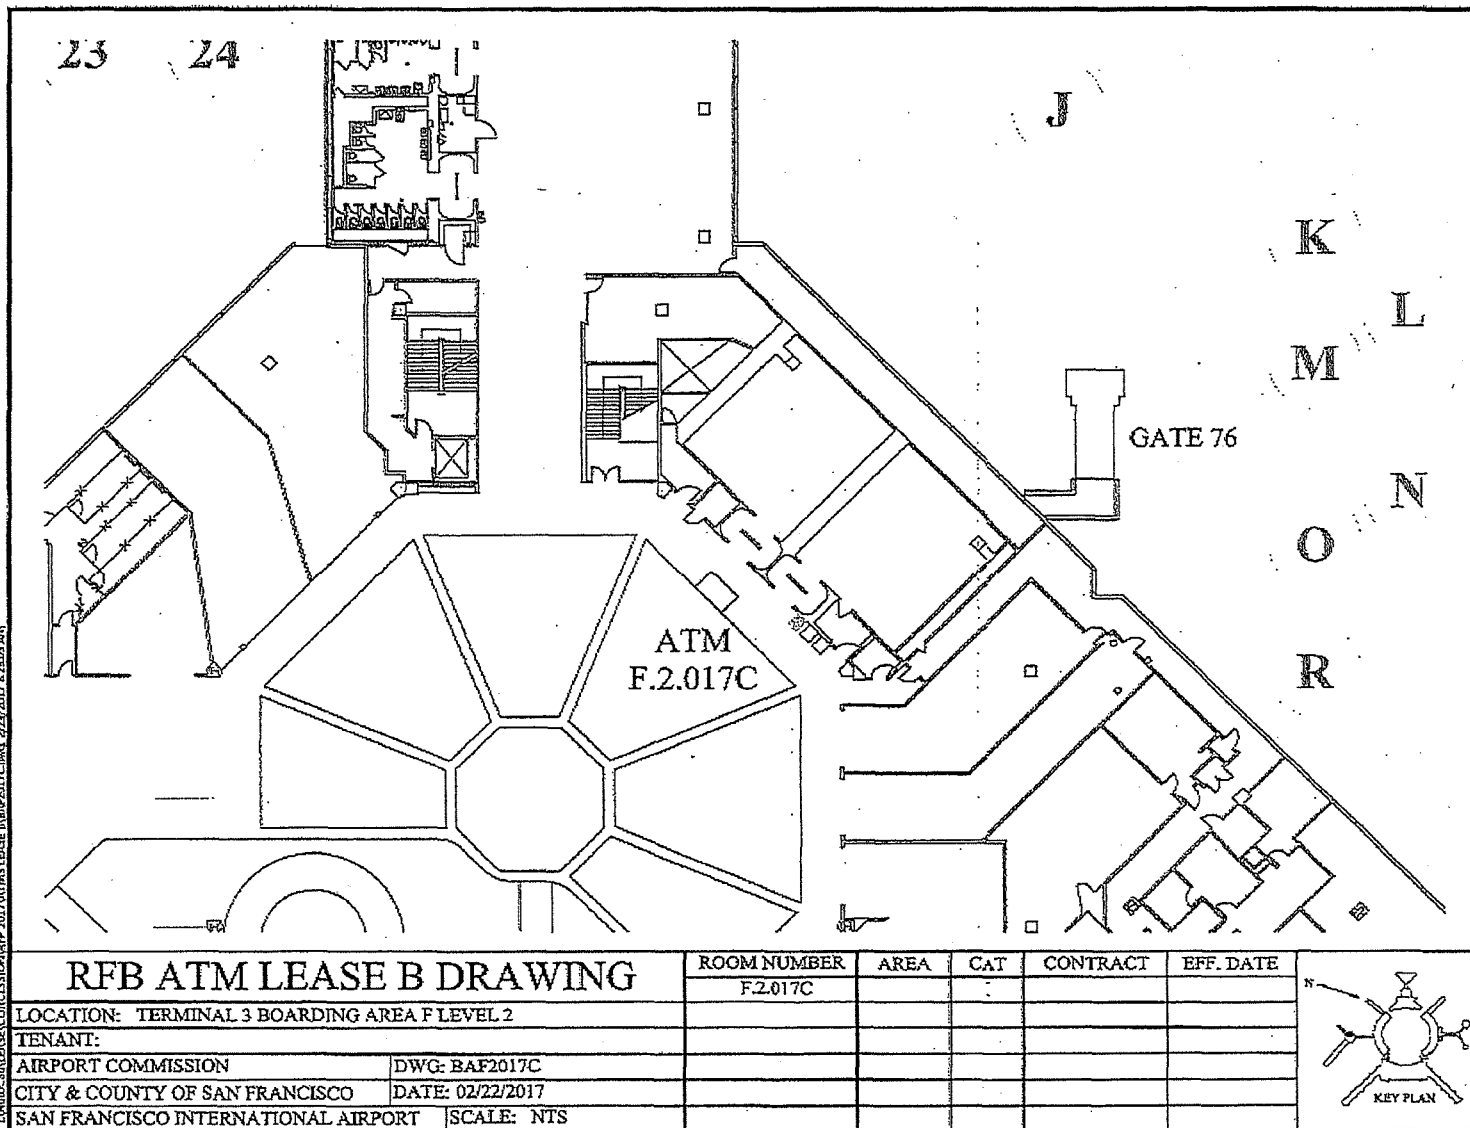 23 24
J
K
L
M
GATE 76
N
O
ATM
F.2.017C
R
RFB ATM LEASE B DRAWING
ROOM NUMBER AREA CAT CONTRACT EFF. DATE
F.2.017C
LOCATION: TERMINAL 3 BOARDING AREA F LEVEL 2
TENANT:
AIRPORT COMMISSION DWG: BAF2017C
CITY & COUNTY OF SAN FRANCISCO DATE: 02/22/2017
SAN FRANCISCO INTERNATIONAL AIRPORT SCALE: NTS
N
KEY PLAN